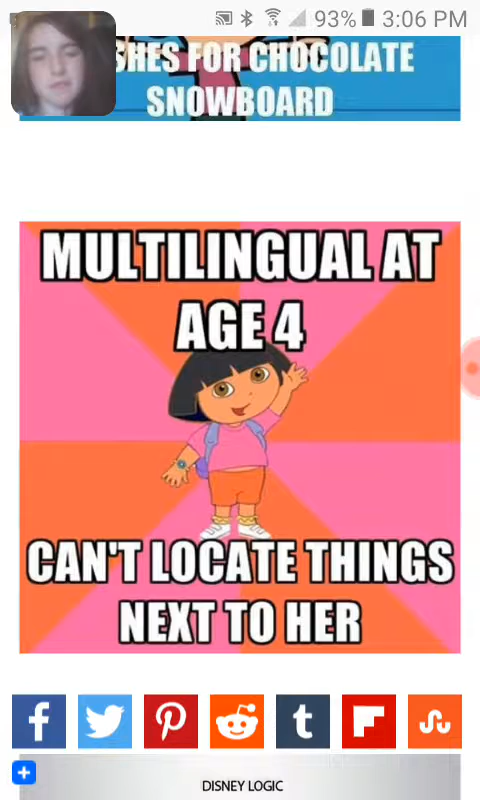 93% 3:06 PM
SHES FOR CHOCOLATE
SNOWBOARD
MULTILINGUAL AT
AGE 4
CAN'T LOCATE THINGS
NEXT TO HER
DISNEY LOGIC